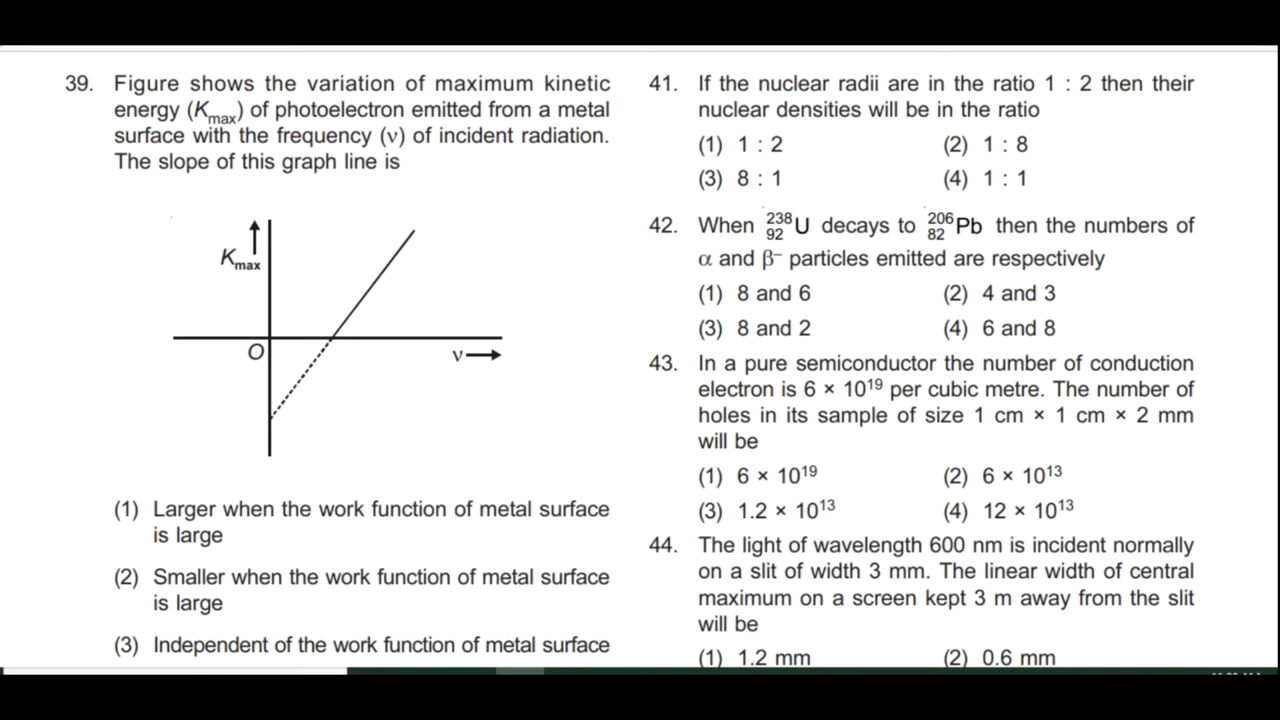 39. Figure shows the variation of maximum kinetic
energy (Kmax) of photoelectron emitted from a metal
surface with the frequency (ν) of incident radiation.
The slope of this graph line is
Kmax
O
ν
(1) Larger when the work function of metal surface
is large
(2) Smaller when the work function of metal surface
is large
(3) Independent of the work function of metal surface
41. If the nuclear radii are in the ratio 1 : 2 then their
nuclear densities will be in the ratio
(1) 1 : 2 (2) 1 : 8
(3) 8 : 1 (4) 1 : 1
42. When ²³⁸₉₂U decays to ²⁰⁶₈₂Pb then the numbers of
α and β⁻ particles emitted are respectively
(1) 8 and 6 (2) 4 and 3
(3) 8 and 2 (4) 6 and 8
43. In a pure semiconductor the number of conduction
electron is 6 × 10¹⁹ per cubic metre. The number of
holes in its sample of size 1 cm × 1 cm × 2 mm
will be
(1) 6 × 10¹⁹ (2) 6 × 10¹³
(3) 1.2 × 10¹³ (4) 12 × 10¹³
44. The light of wavelength 600 nm is incident normally
on a slit of width 3 mm. The linear width of central
maximum on a screen kept 3 m away from the slit
will be
(1) 1.2 mm (2) 0.6 mm